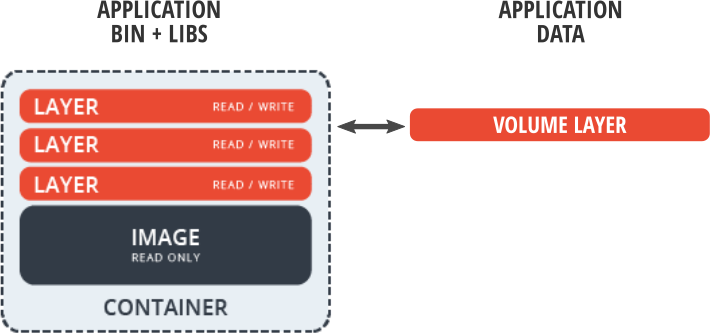 APPLICATION
BIN + LIBS
APPLICATION
DATA
LAYER READ / WRITE
LAYER READ / WRITE
LAYER READ / WRITE
VOLUME LAYER
IMAGE
READ ONLY
CONTAINER